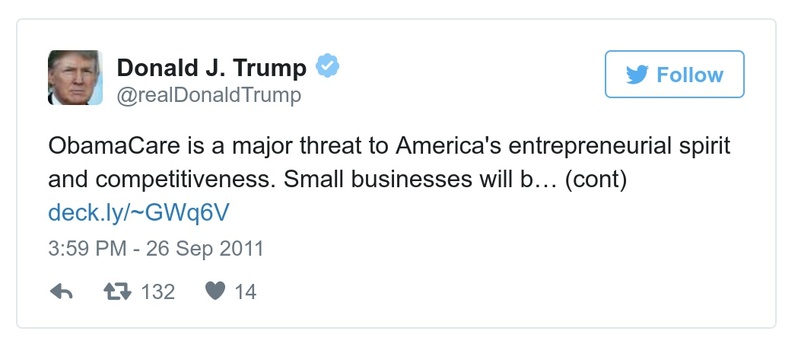 Donald J. Trump
@realDonaldTrump
Follow
ObamaCare is a major threat to America's entrepreneurial spirit
and competitiveness. Small businesses will b… (cont)
deck.ly/~GWq6V
3:59 PM - 26 Sep 2011
132 14